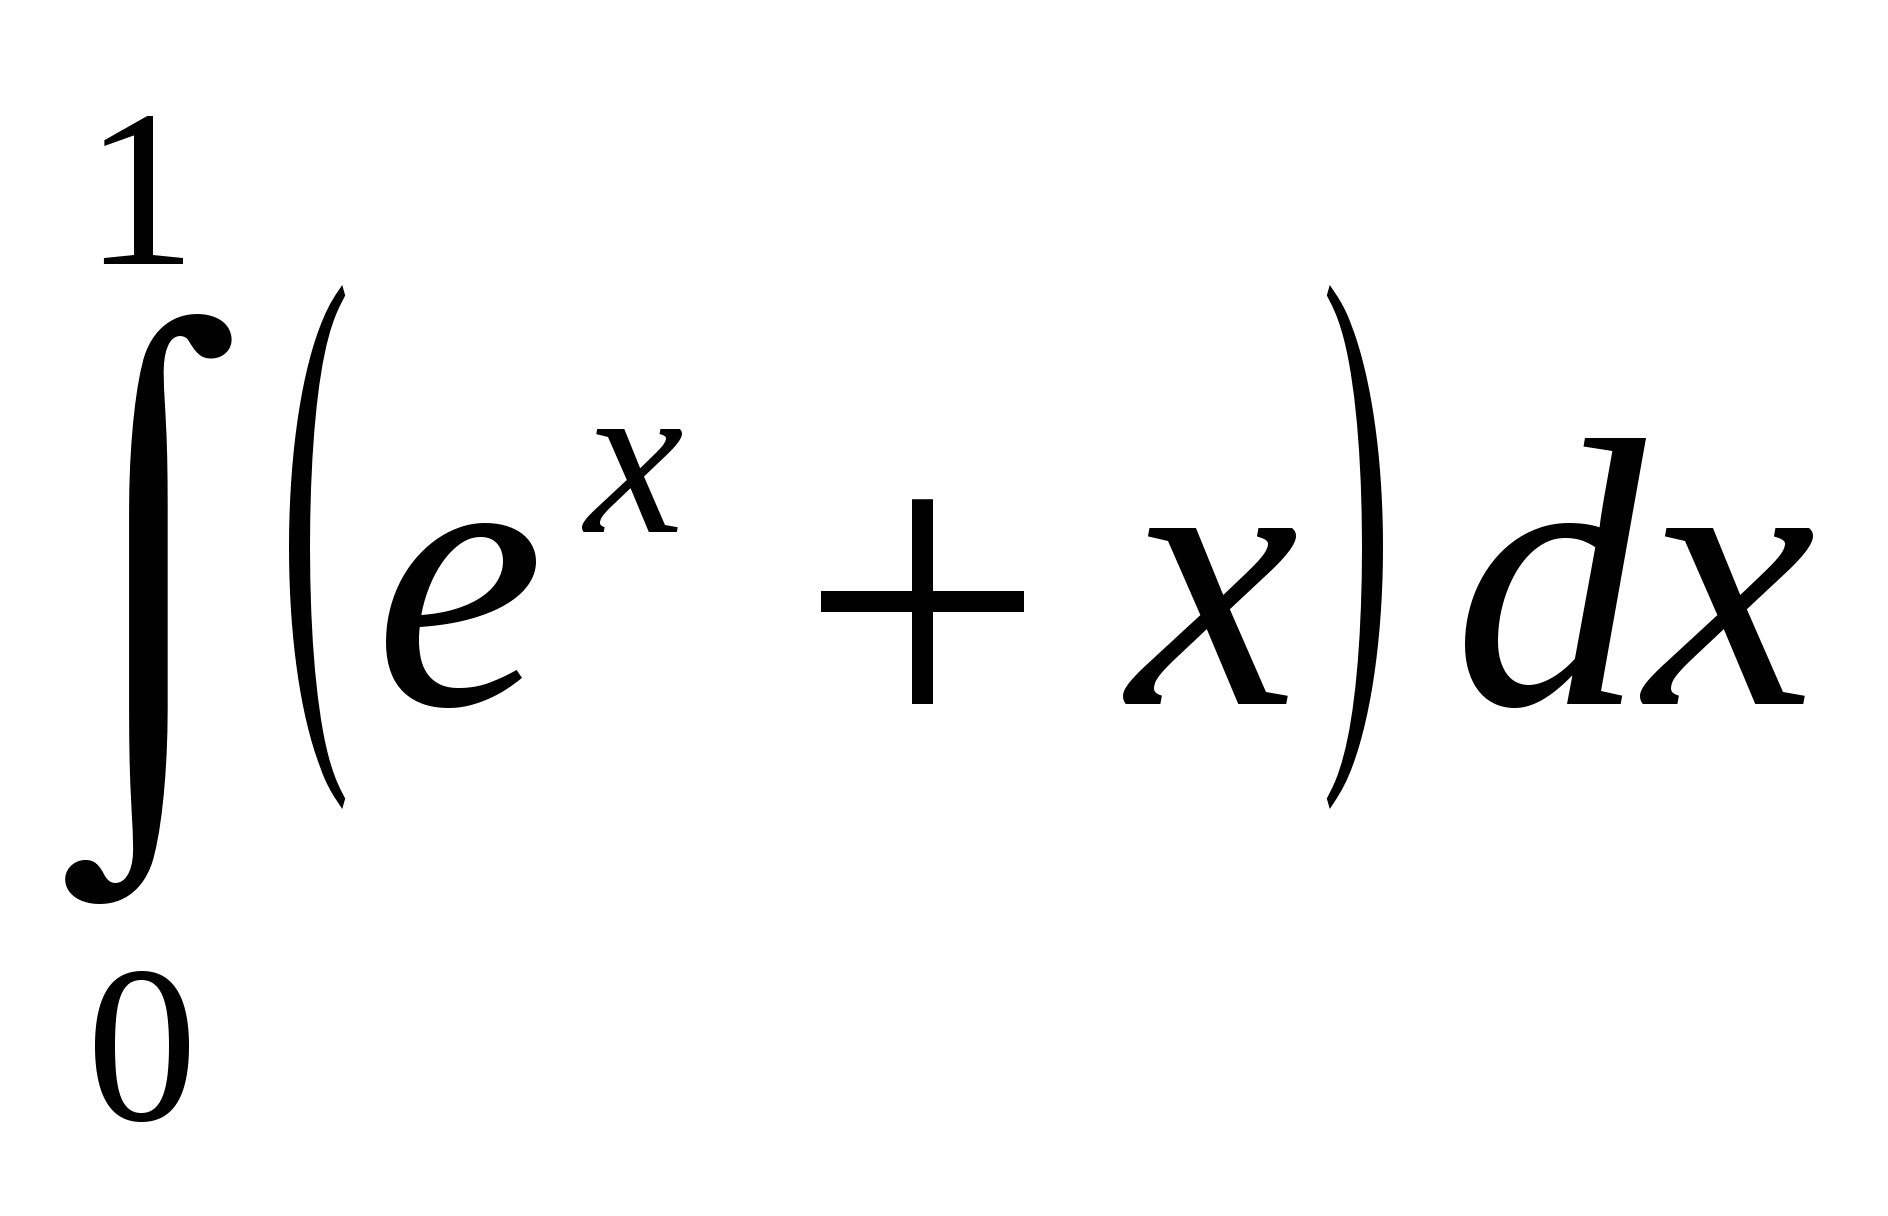 1
∫ (e^x + x) dx
0